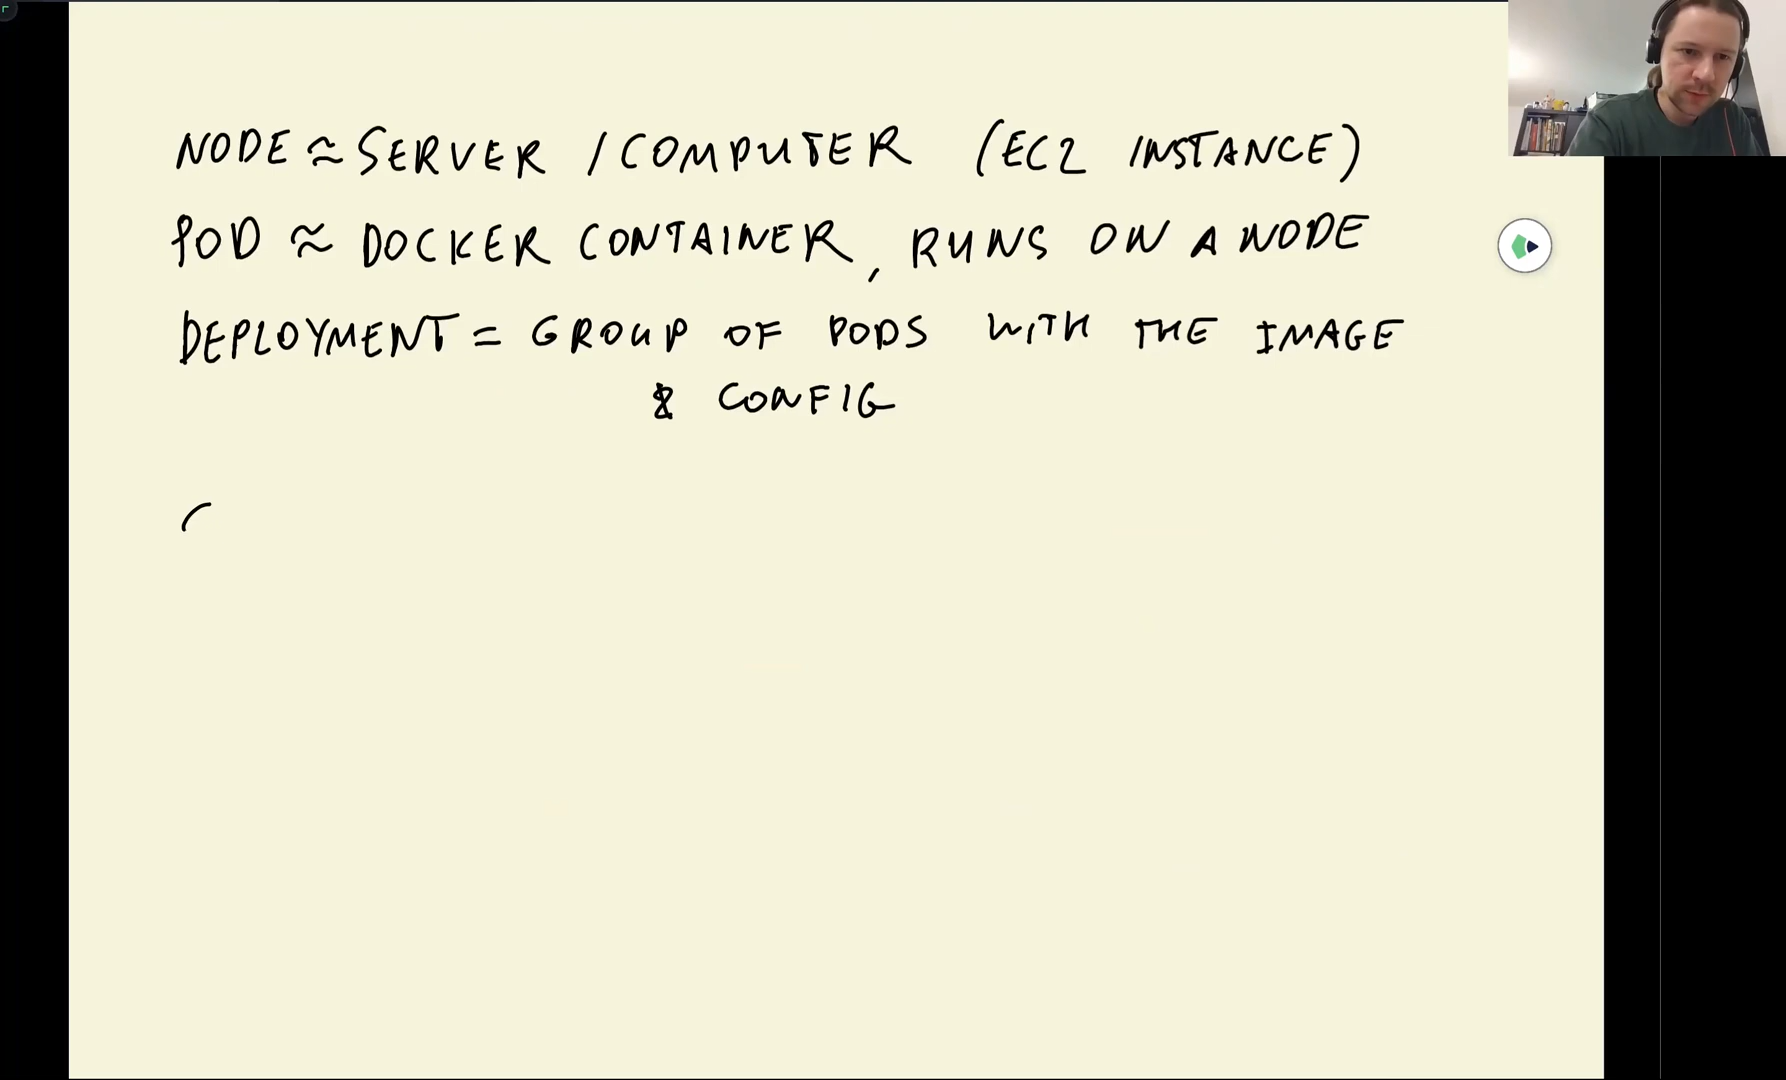 NODE ≈ SERVER / COMPUTER (EC2 INSTANCE)
POD ≈ DOCKER CONTAINER, RUNS ON A NODE
DEPLOYMENT = GROUP OF PODS WITH THE IMAGE
& CONFIG